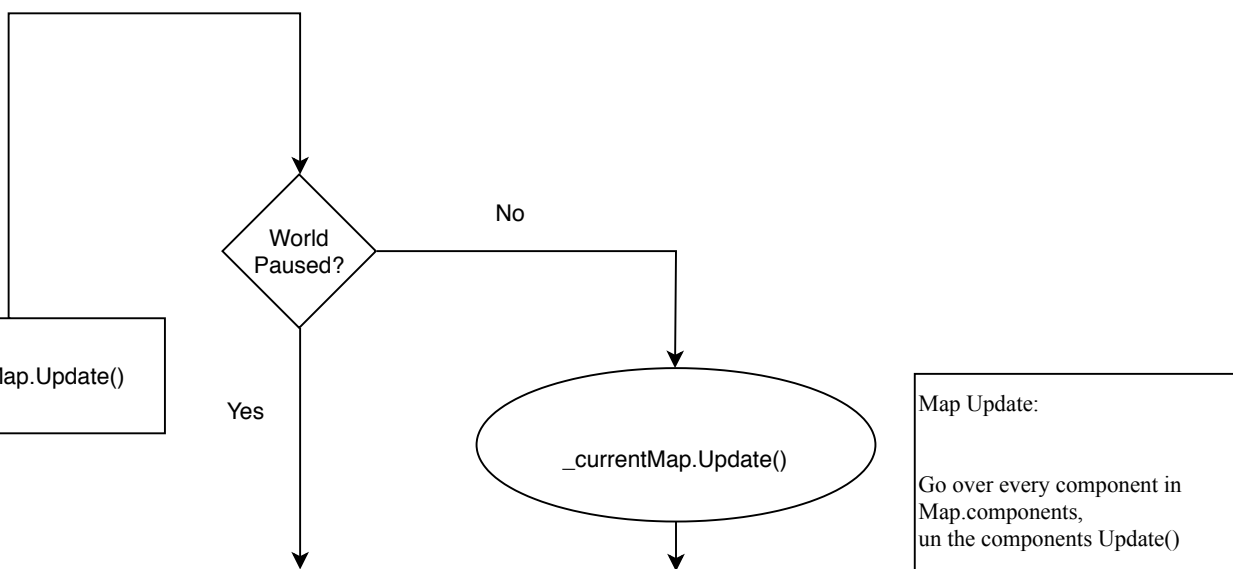 No
World
Paused?
Map.Update()
Yes
_currentMap.Update()
Map Update:
Go over every component in
Map.components,
un the components Update()